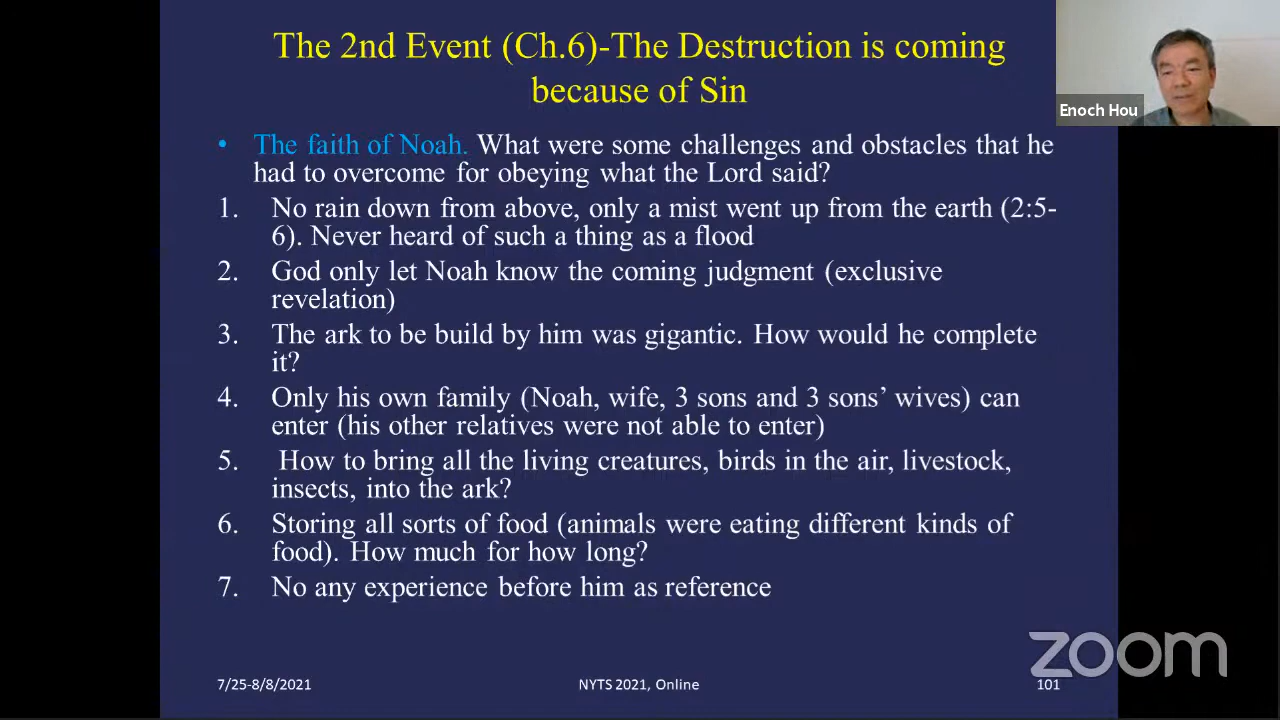 The 2nd Event (Ch.6)-The Destruction is coming
because of Sin
Enoch Hou
• The faith of Noah. What were some challenges and obstacles that he
had to overcome for obeying what the Lord said?
1. No rain down from above, only a mist went up from the earth (2:5-
6). Never heard of such a thing as a flood
2. God only let Noah know the coming judgment (exclusive
revelation)
3. The ark to be build by him was gigantic. How would he complete
it?
4. Only his own family (Noah, wife, 3 sons and 3 sons’ wives) can
enter (his other relatives were not able to enter)
5. How to bring all the living creatures, birds in the air, livestock,
insects, into the ark?
6. Storing all sorts of food (animals were eating different kinds of
food). How much for how long?
7. No any experience before him as reference
zoom
7/25-8/8/2021 NYTS 2021, Online 101